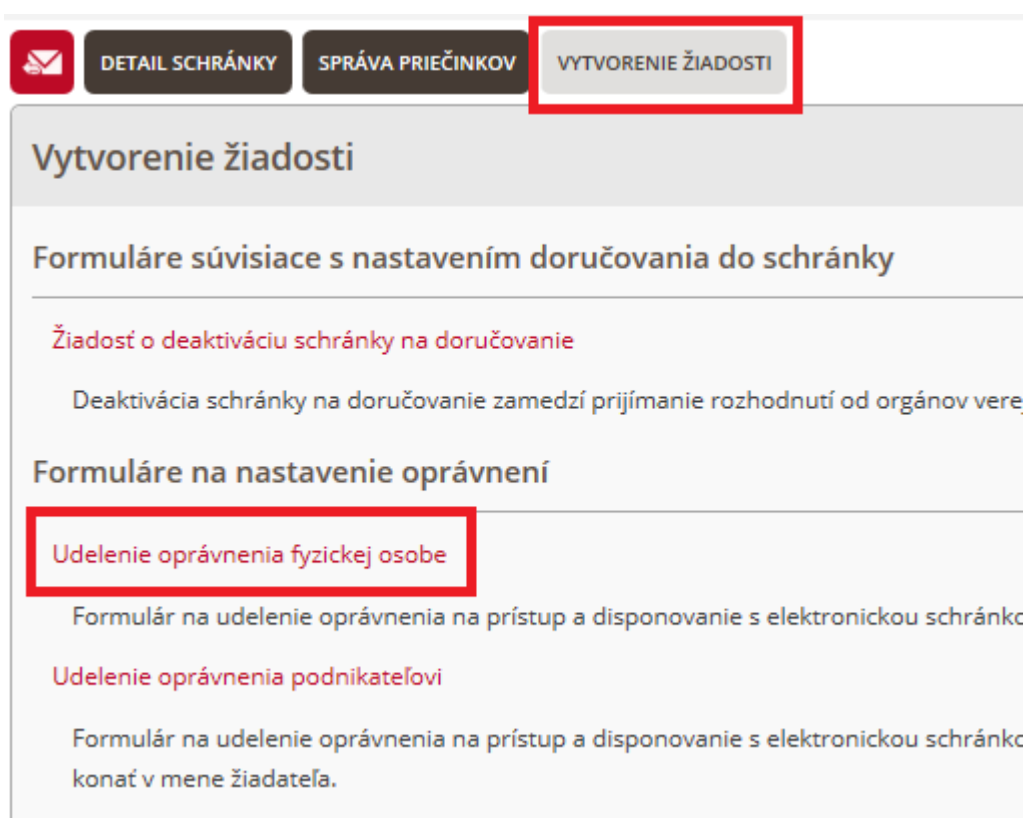 DETAIL SCHRÁNKY SPRÁVA PRIEČINKOV VYTVORENIE ŽIADOSTI
Vytvorenie žiadosti
Formuláre súvisiace s nastavením doručovania do schránky
Žiadosť o deaktiváciu schránky na doručovanie
Deaktivácia schránky na doručovanie zamedzí prijímanie rozhodnutí od orgánov verej
Formuláre na nastavenie oprávnení
Udelenie oprávnenia fyzickej osobe
Formulár na udelenie oprávnenia na prístup a disponovanie s elektronickou schránko
Udelenie oprávnenia podnikateľovi
Formulár na udelenie oprávnenia na prístup a disponovanie s elektronickou schránko
konať v mene žiadateľa.